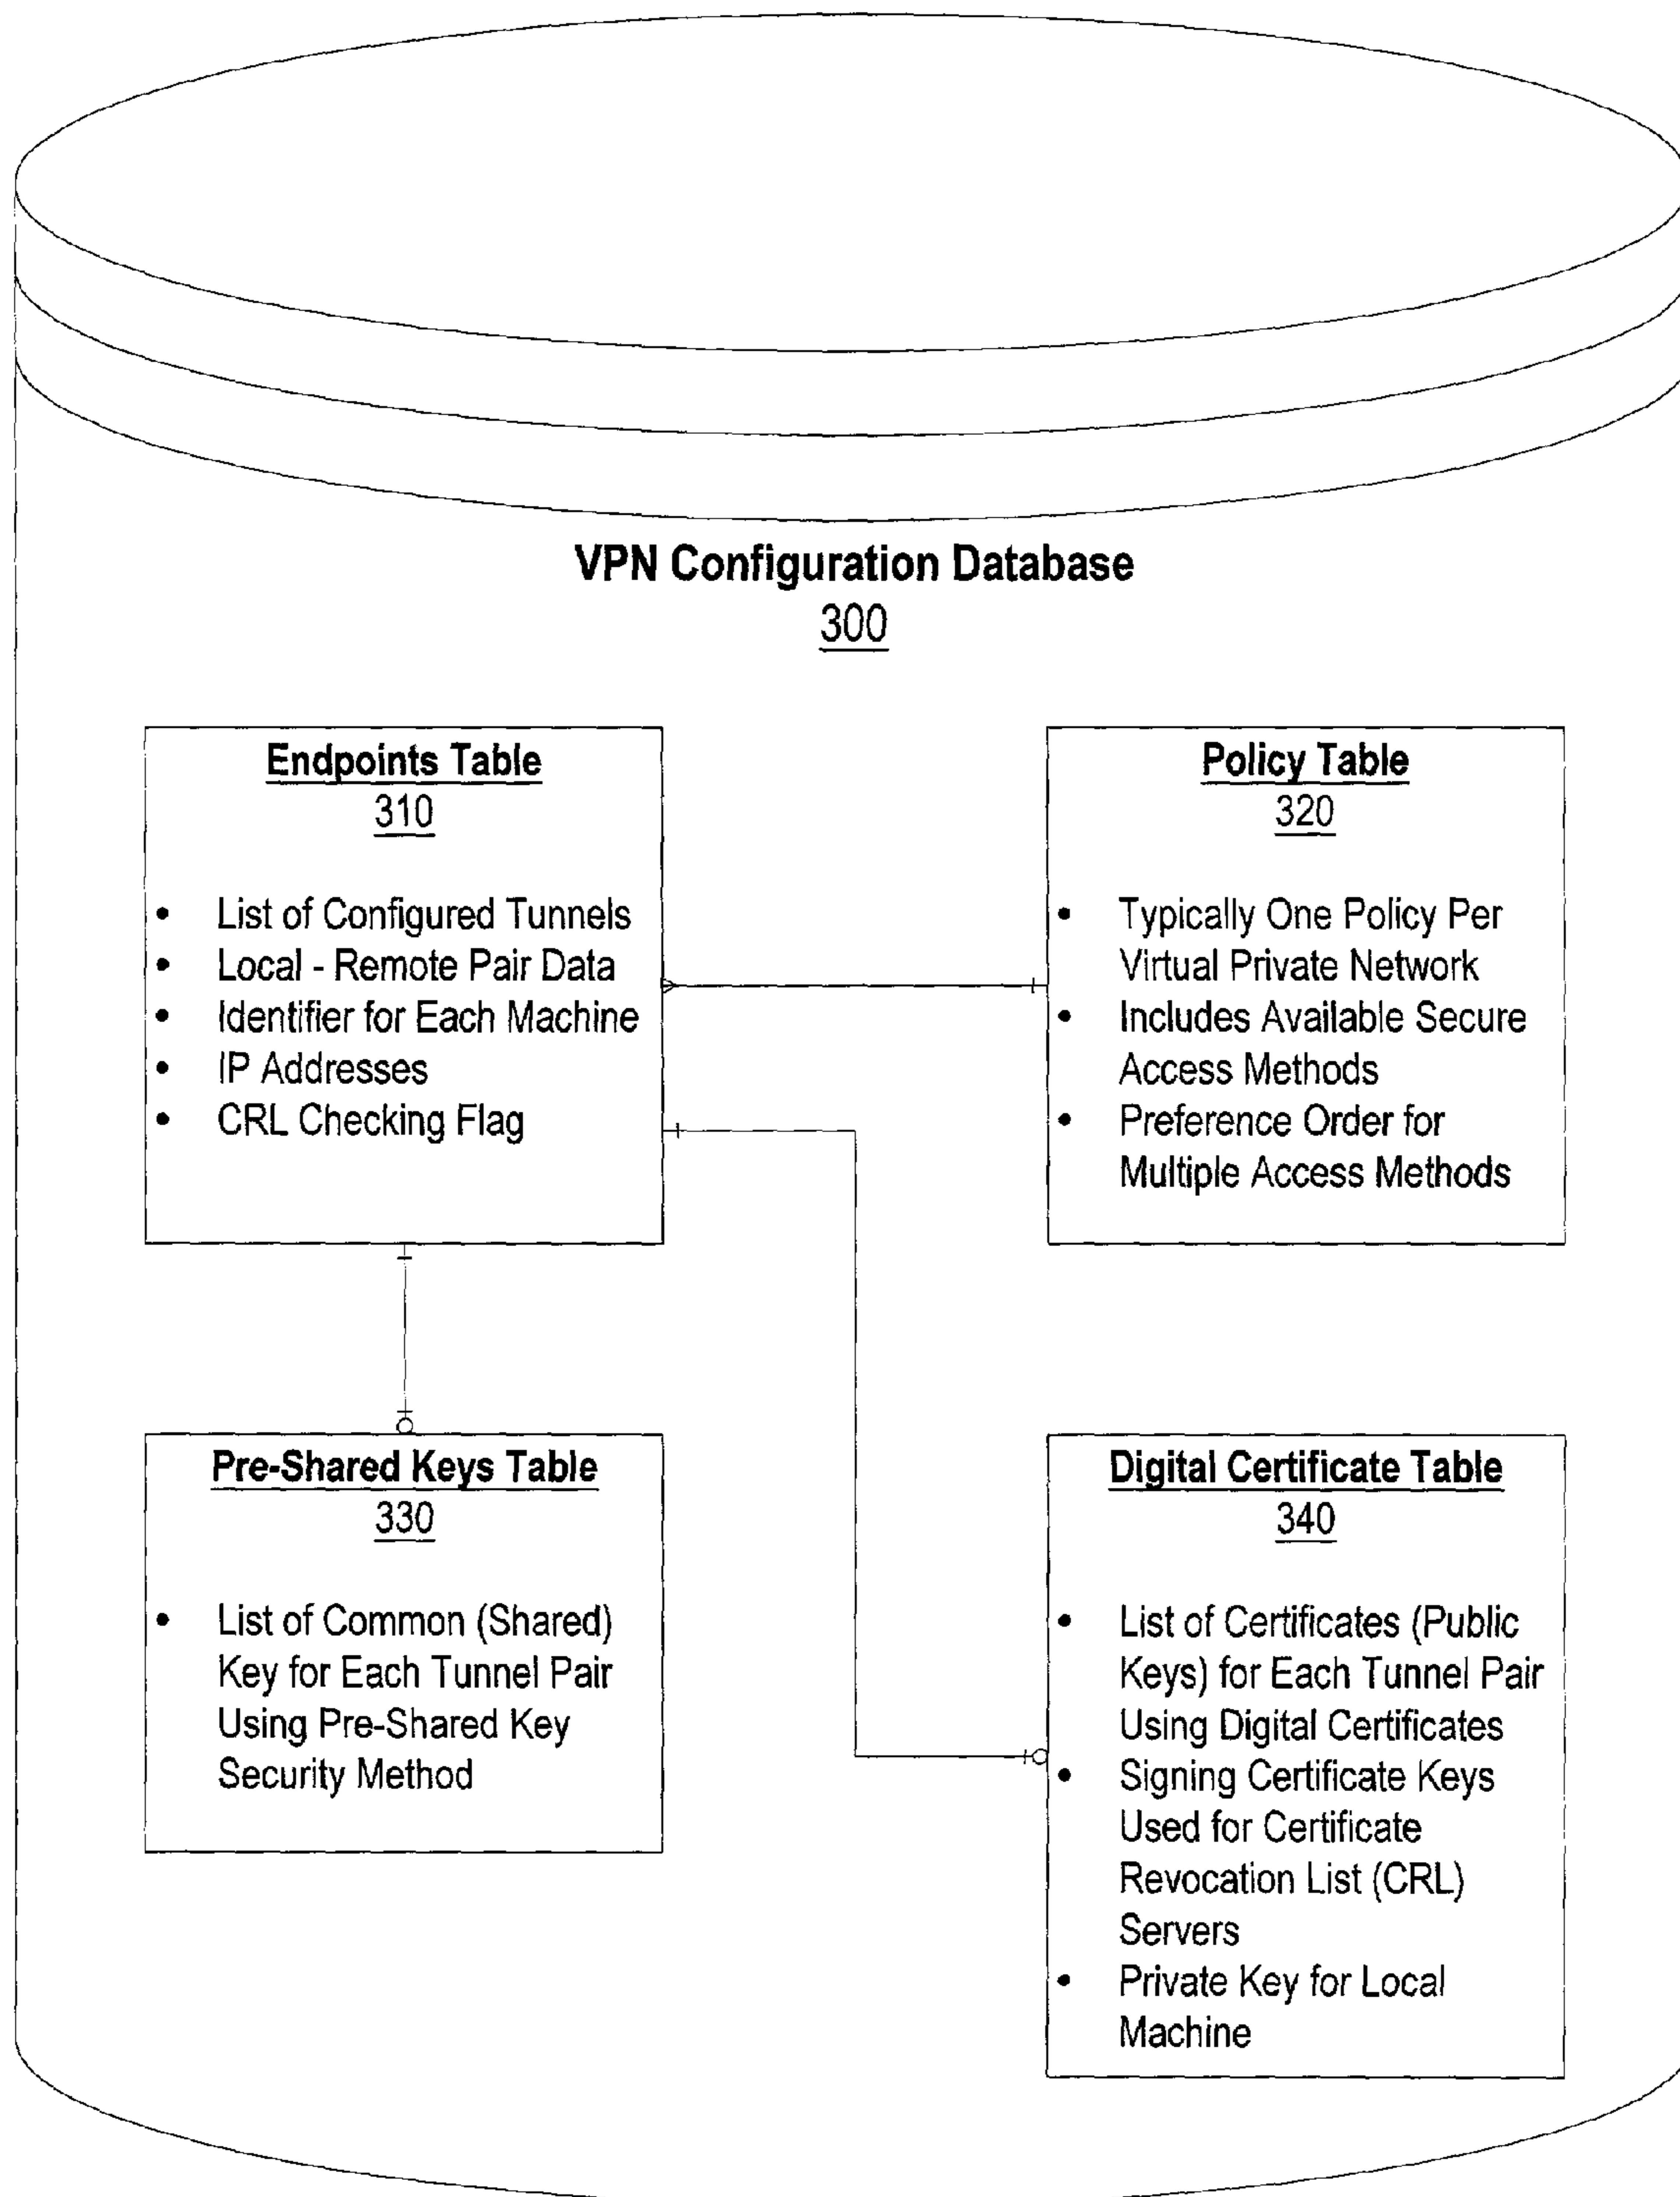 VPN Configuration Database
300
Endpoints Table
310
• List of Configured Tunnels
• Local - Remote Pair Data
• Identifier for Each Machine
• IP Addresses
• CRL Checking Flag
Policy Table
320
• Typically One Policy Per
Virtual Private Network
• Includes Available Secure
Access Methods
• Preference Order for
Multiple Access Methods
Pre-Shared Keys Table
330
• List of Common (Shared)
Key for Each Tunnel Pair
Using Pre-Shared Key
Security Method
Digital Certificate Table
340
• List of Certificates (Public
Keys) for Each Tunnel Pair
Using Digital Certificates
• Signing Certificate Keys
Used for Certificate
Revocation List (CRL)
Servers
• Private Key for Local
Machine